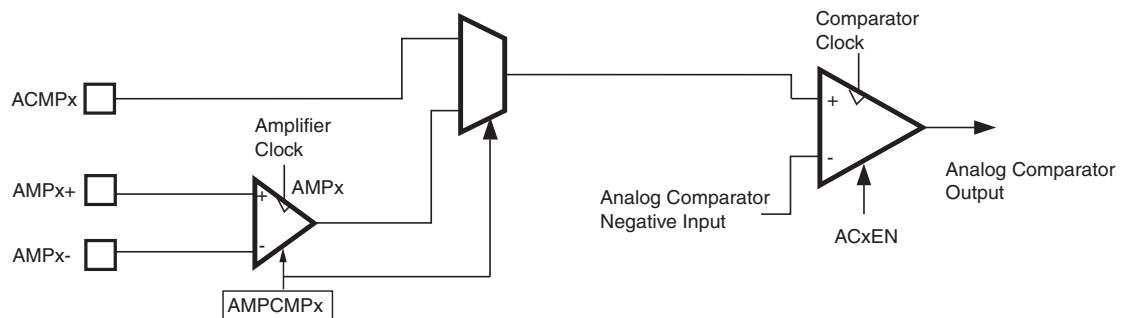 Comparator
Clock
ACMPx
+
Amplifier
Clock
-
Analog Comparator
Output
AMPx+
AMPx
+
Analog Comparator
Negative Input
ACxEN
AMPx-
-
AMPCMPx